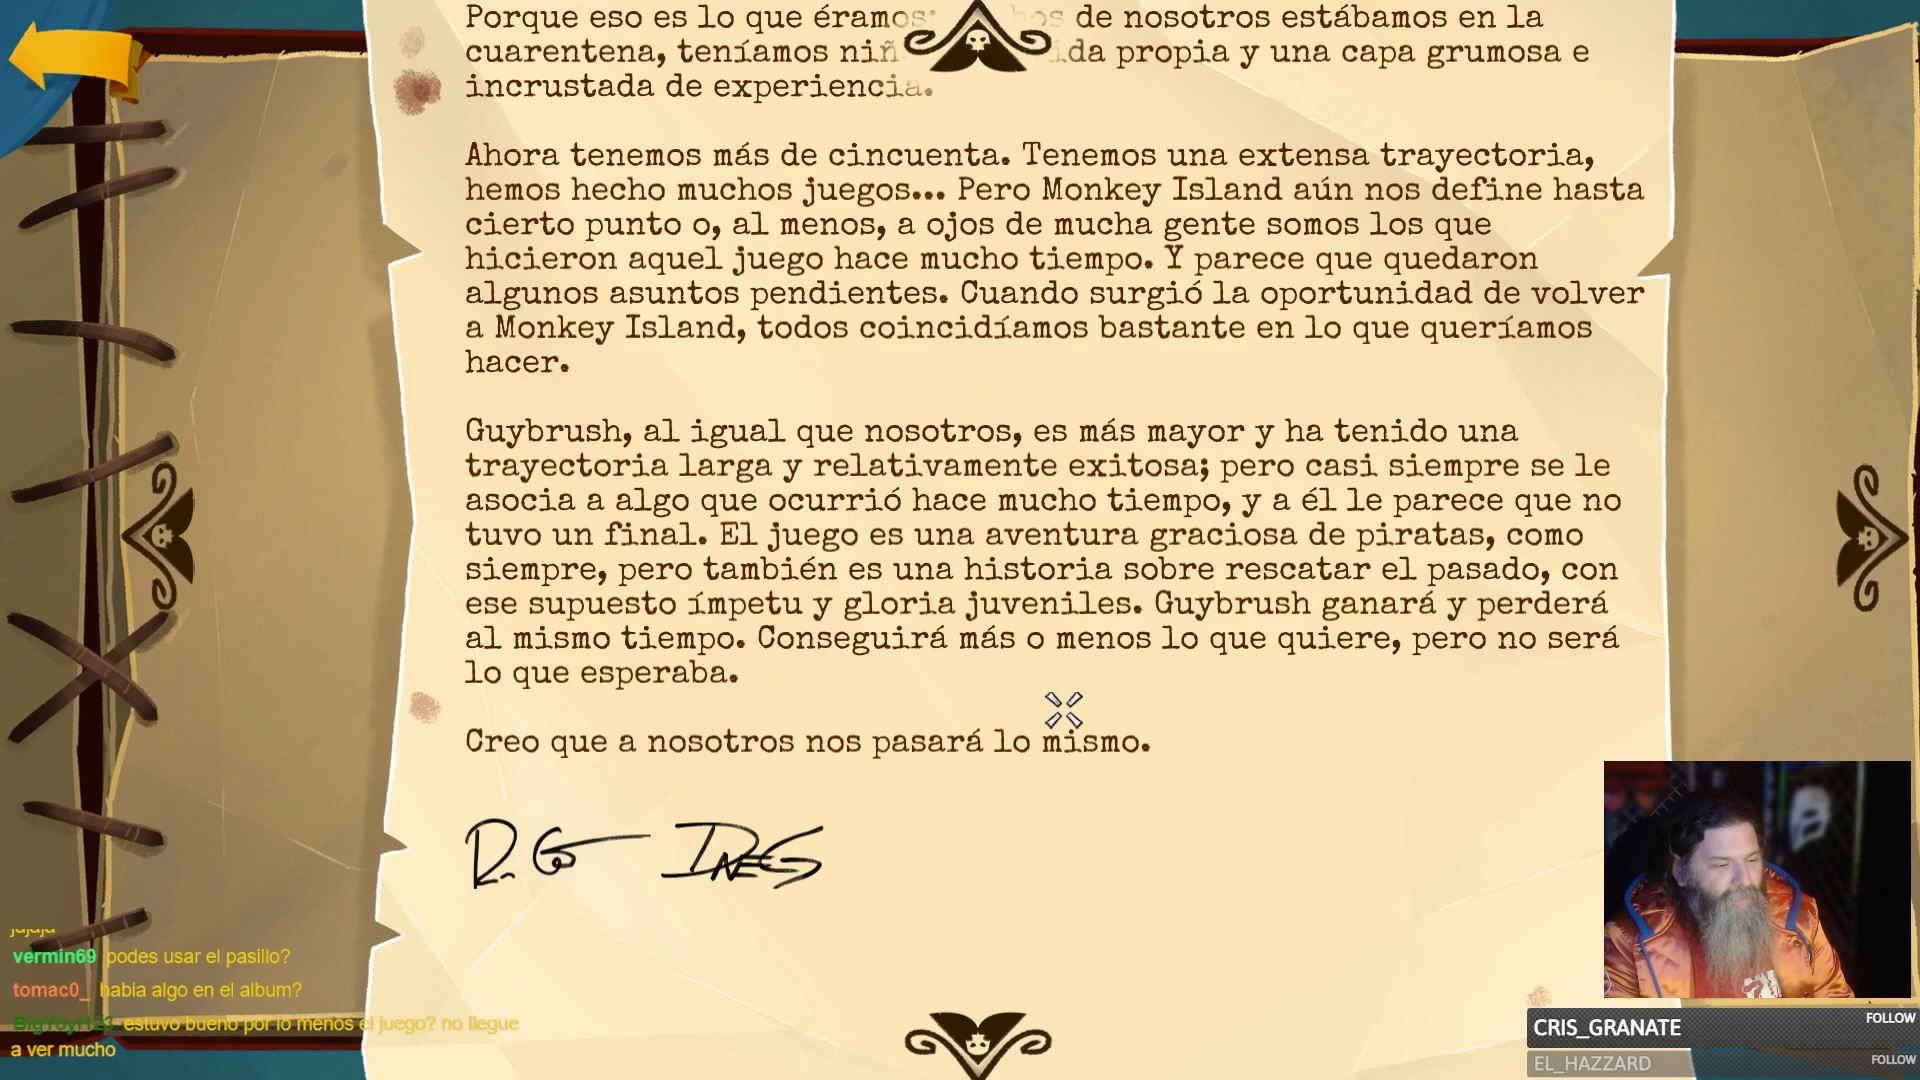 Porque eso es lo que éramos: de nosotros estábamos en la
cuarentena, teníamos niñ ida propia y una capa grumosa e
incrustada de experiencia.
Ahora tenemos más de cincuenta. Tenemos una extensa trayectoria,
hemos hecho muchos juegos... Pero Monkey Island aún nos define hasta
cierto punto o, al menos, a ojos de mucha gente somos los que
hicieron aquel juego hace mucho tiempo. Y parece que quedaron
algunos asuntos pendientes. Cuando surgió la oportunidad de volver
a Monkey Island, todos coincidíamos bastante en lo que queríamos
hacer.
Guybrush, al igual que nosotros, es más mayor y ha tenido una
trayectoria larga y relativamente exitosa; pero casi siempre se le
asocia a algo que ocurrió hace mucho tiempo, y a él le parece que no
tuvo un final. El juego es una aventura graciosa de piratas, como
siempre, pero también es una historia sobre rescatar el pasado, con
ese supuesto ímpetu y gloria juveniles. Guybrush ganará y perderá
al mismo tiempo. Conseguirá más o menos lo que quiere, pero no será
lo que esperaba.
Creo que a nosotros nos pasará lo mismo.
jajaja
vermin69 podes usar el pasillo?
tomac0_ habia algo en el album?
estuvo bueno por lo menos el juego? no llegue
a ver mucho
CRIS_GRANATE FOLLOW
EL_HAZZARD FOLLOW